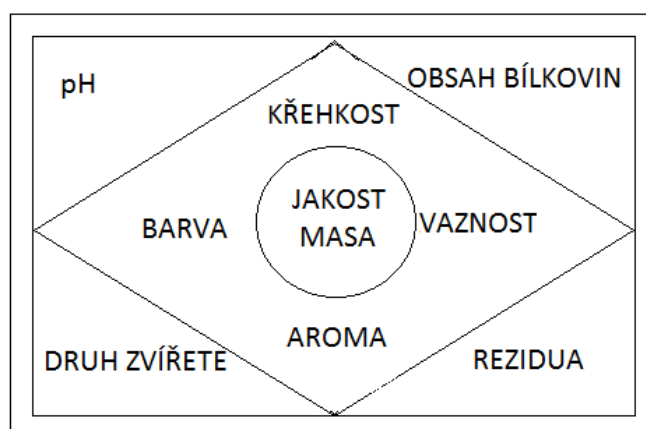 pH
OBSAH BÍLKOVIN
KŘEHKOST
JAKOST
MASA
BARVA
VAZNOST
AROMA
DRUH ZVÍŘETE
REZIDUA